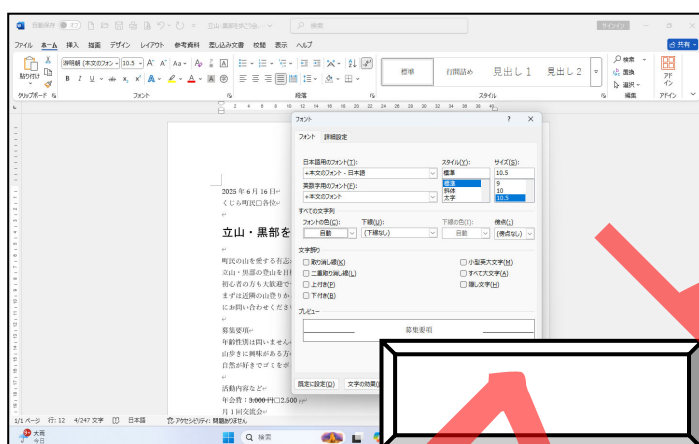 自動保存 オフ 立山-黒部を
検索
サインイン
ファイル ホーム 挿入 描画 デザイン レイアウト 参考資料 差し込み文書 校閲 表示 ヘルプ
共有
貼り付け
游明朝 (本文のフォン 10.5
標準 行間詰め 見出し 1 見出し 2
検索
置換
選択
編集
アド
イン
クリップボード フォント 段落 スタイル 編集 アドイン
フォント
フォント 詳細設定
日本語用のフォント(T): スタイル(Y): サイズ(S):
+本文のフォント - 日本語 標準 10.5
英数字用のフォント(F): 標準 9
+本文のフォント 斜体 10
太字 10.5
すべての文字列
フォントの色(C): 下線(U): 下線の色(I): 傍点(:)
自動 (下線なし) 自動 (傍点なし)
文字飾り
取り消し線(K) 小型英大文字(M)
二重取り消し線(L) すべて大文字(A)
上付き(P) 隠し文字(H)
下付き(B)
プレビュー
募集要項
既定に設定(D) 文字の効果(
2025 年 6 月 16 日
くじら町民□各位
立山・黒部を
町民の山を愛する有志
立山・黒部の登山を目
初心者の方も大歓迎で
まずは近隣の山登りか
にお問い合わせくださ
募集要項
年齢性別は問いません
山歩きに興味がある方
自然が好きでゴミをが
活動内容など
年会費：3,000 円□2,500 円
月 1 回交流会
1/1 ページ 行: 12 4/247 文字 日本語 アクセシビリティ: 問題ありません
大雨
今日
検索